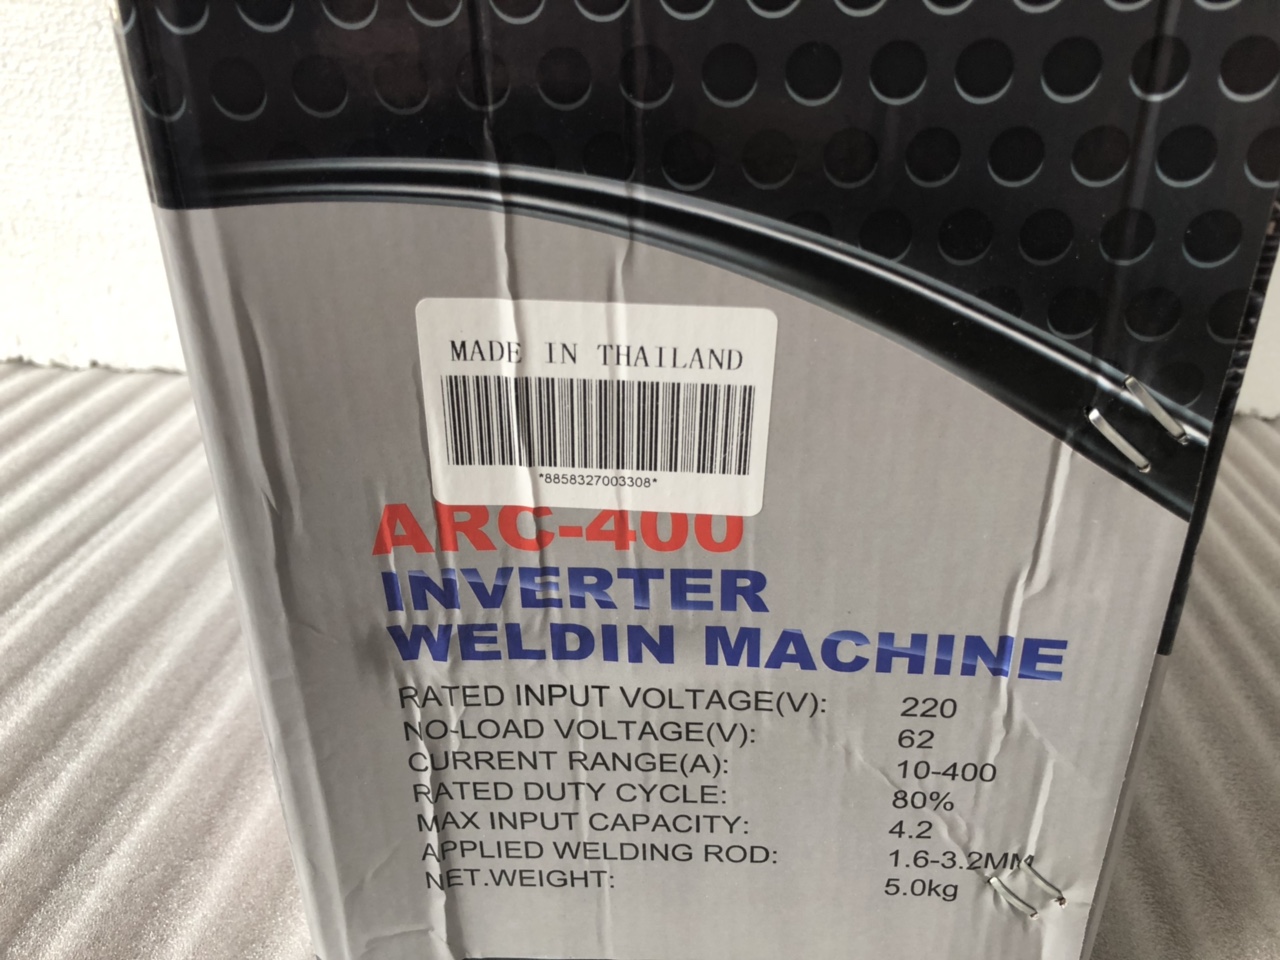 MADE IN THAILAND
*8858327003308*
ARC-400
INVERTER
WELDIN MACHINE
RATED INPUT VOLTAGE(V): 220
NO-LOAD VOLTAGE(V): 62
CURRENT RANGE(A): 10-400
RATED DUTY CYCLE: 80%
MAX INPUT CAPACITY: 4.2
APPLIED WELDING ROD: 1.6-3.2MM
NET.WEIGHT: 5.0kg